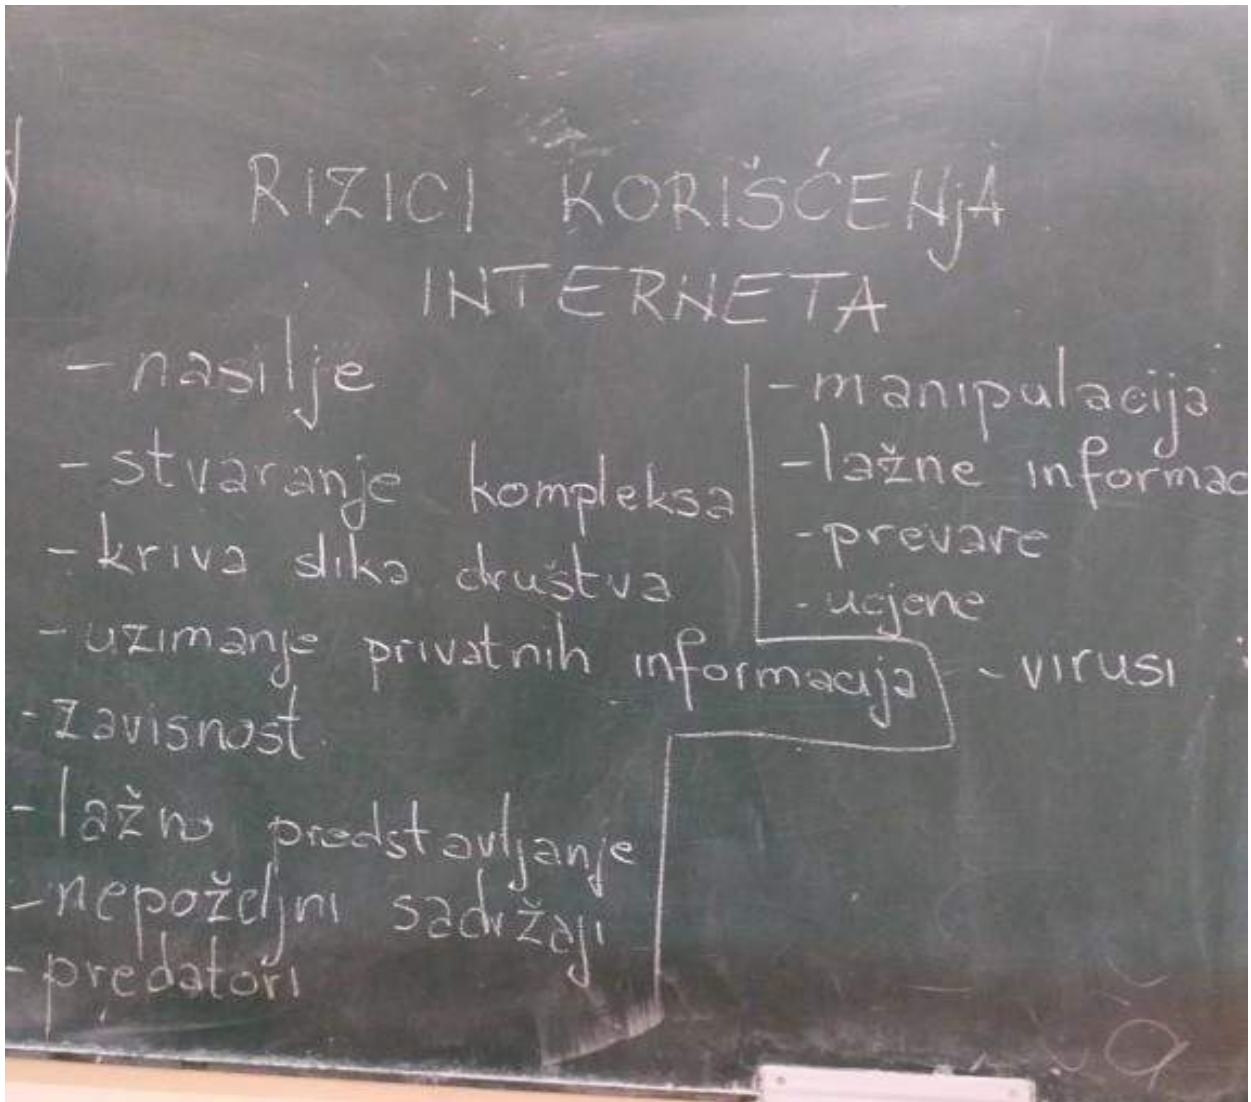 RIZICI KORIŠĆENjA
INTERNETA
- nasilje
- stvaranje kompleksa
- kriva slika društva
- uzimanje privatnih informacija
- zavisnost
- lažno predstavljanje
- nepoželjni sadržaji
- predatori
- manipulacija
- lažne informac
- prevare
- ucjene
- virusi